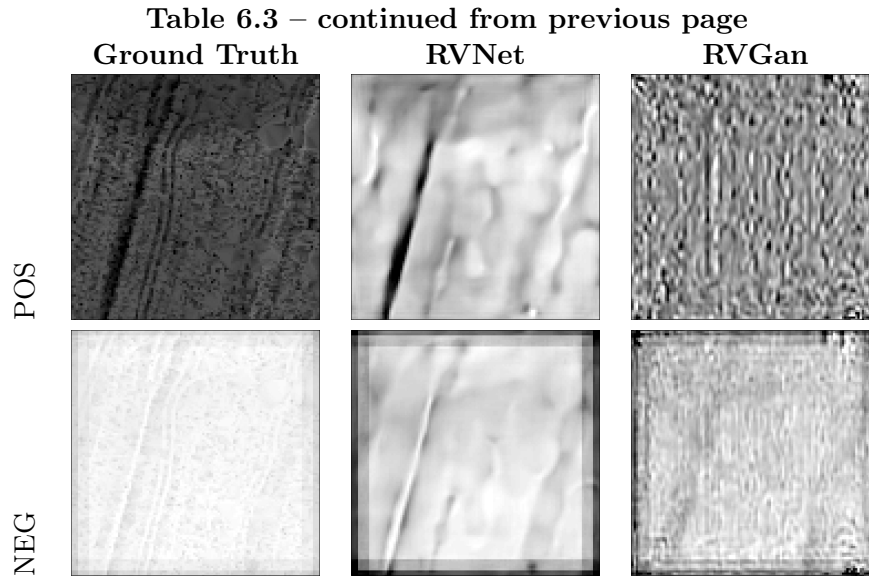 Table 6.3 – continued from previous page
Ground Truth RVNet RVGan
POS
NEG